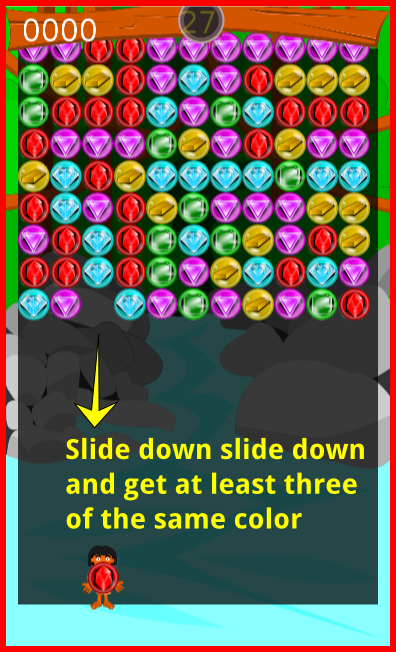 0000
27
Slide down slide down
and get at least three
of the same color